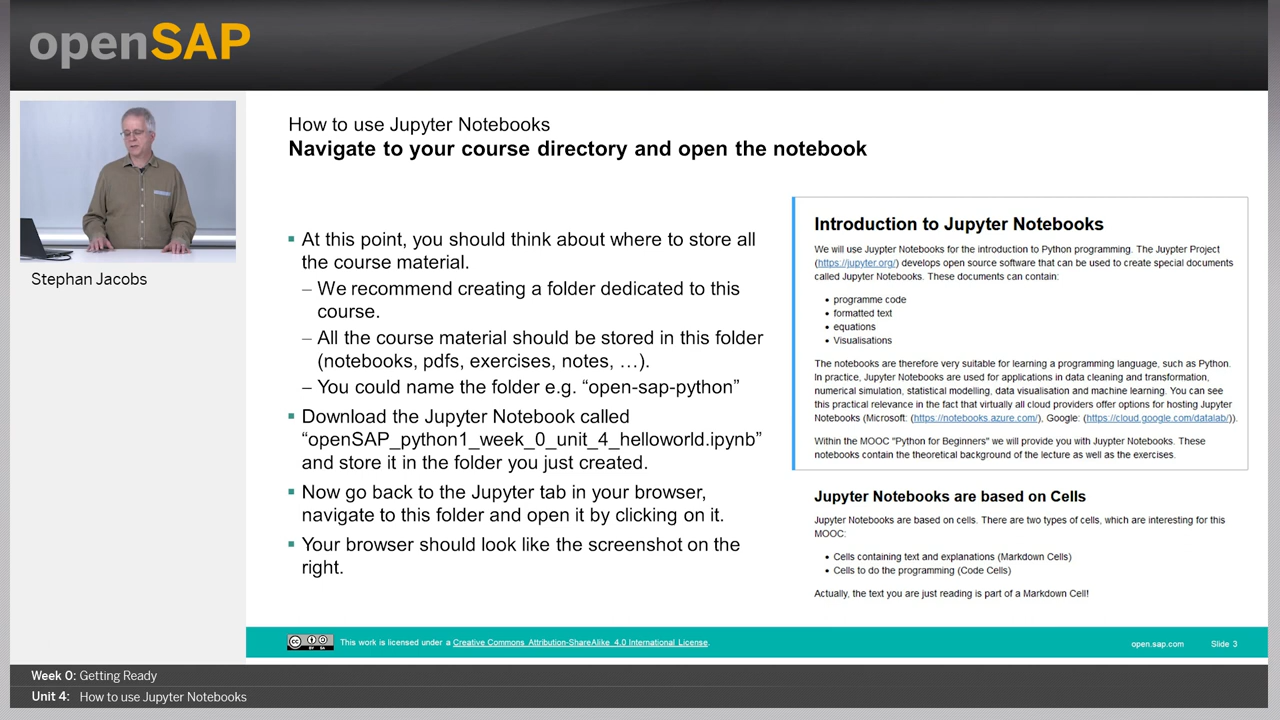 openSAP
Stephan Jacobs
How to use Jupyter Notebooks
Navigate to your course directory and open the notebook
▪ At this point, you should think about where to store all
the course material.
– We recommend creating a folder dedicated to this
course.
– All the course material should be stored in this folder
(notebooks, pdfs, exercises, notes, …).
– You could name the folder e.g. “open-sap-python”
▪ Download the Jupyter Notebook called
“openSAP_python1_week_0_unit_4_helloworld.ipynb”
and store it in the folder you just created.
▪ Now go back to the Jupyter tab in your browser,
navigate to this folder and open it by clicking on it.
▪ Your browser should look like the screenshot on the
right.
Introduction to Jupyter Notebooks
We will use Juypter Notebooks for the introduction to Python programming. The Juypter Project
(https://jupyter.org/) develops open source software that can be used to create special documents
called Jupyter Notebooks. These documents can contain:
• programme code
• formatted text
• equations
• Visualisations
The notebooks are therefore very suitable for learning a programming language, such as Python.
In practice, Jupyter Notebooks are used for applications in data cleaning and transformation,
numerical simulation, statistical modelling, data visualisation and machine learning. You can see
this practical relevance in the fact that virtually all cloud providers offer options for hosting Jupyter
Notebooks (Microsoft: (https://notebooks.azure.com/), Google: (https://cloud.google.com/datalab/)).
Within the MOOC "Python for Beginners" we will provide you with Juypter Notebooks. These
notebooks contain the theoretical background of the lecture as well as the exercises.
Jupyter Notebooks are based on Cells
Jupyter Notebooks are based on cells. There are two types of cells, which are interesting for this
MOOC:
• Cells containing text and explanations (Markdown Cells)
• Cells to do the programming (Code Cells)
Actually, the text you are just reading is part of a Markdown Cell!
cc BY SA
This work is licensed under a Creative Commons Attribution-ShareAlike 4.0 International License.
open.sap.com Slide 3
Week 0: Getting Ready
Unit 4: How to use Jupyter Notebooks